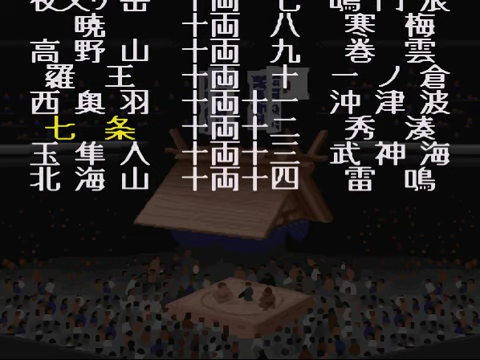 暁 十両 八 寒梅
高野山 十両 九 巻雲
羅王 十両 十 一ノ倉
西奥羽 十両十一 沖津波
七条 十両十二 秀湊
玉隼人 十両十三 武神海
北海山 十両十四 雷鳴